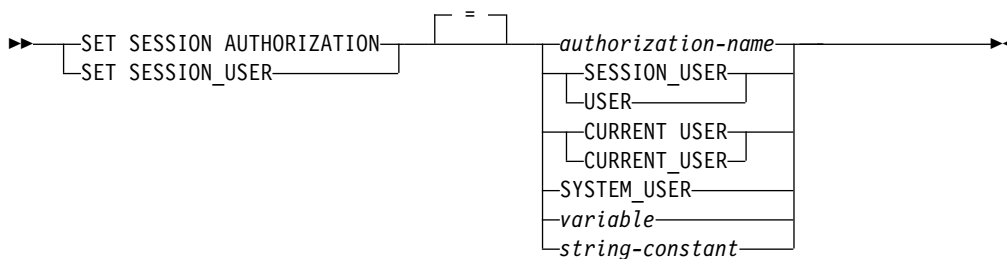 =
SET SESSION AUTHORIZATION authorization-name
SET SESSION_USER SESSION_USER
USER
CURRENT USER
CURRENT_USER
SYSTEM_USER
variable
string-constant